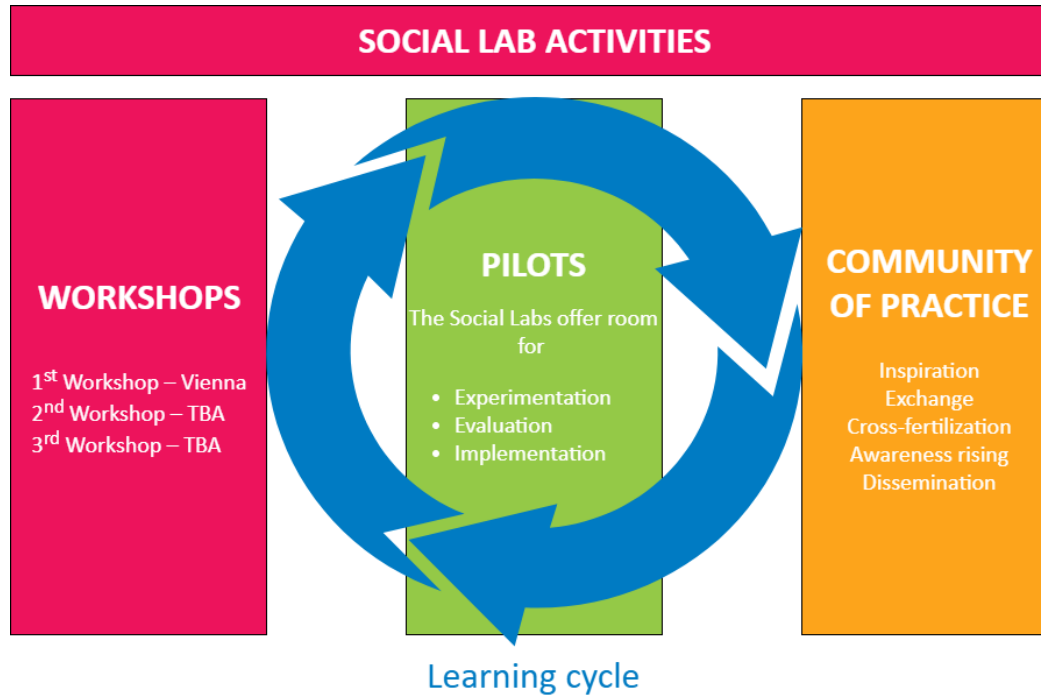 SOCIAL LAB ACTIVITIES
WORKSHOPS
1st Workshop – Vienna
2nd Workshop – TBA
3rd Workshop – TBA
PILOTS
The Social Labs offer room
for
• Experimentation
• Evaluation
• Implementation
COMMUNITY
OF PRACTICE
Inspiration
Exchange
Cross-fertilization
Awareness rising
Dissemination
Learning cycle